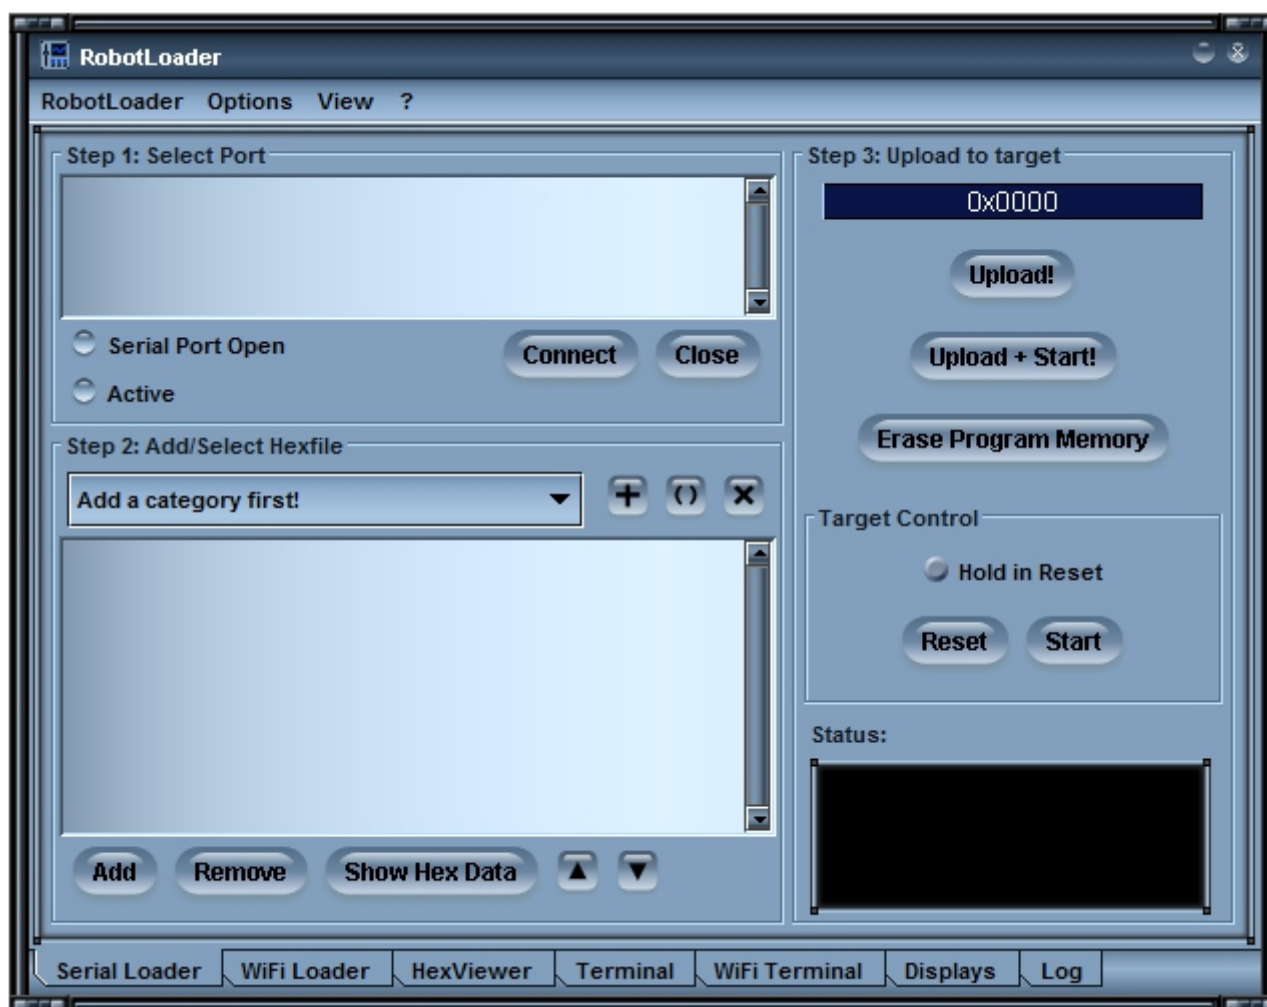 RobotLoader
RobotLoader Options View ?
Step 1: Select Port
Serial Port Open
Connect Close
Active
Step 2: Add/Select Hexfile
Add a category first!
Add Remove Show Hex Data
Step 3: Upload to target
0x0000
Upload!
Upload + Start!
Erase Program Memory
Target Control
Hold in Reset
Reset Start
Status:
Serial Loader WiFi Loader HexViewer Terminal WiFi Terminal Displays Log